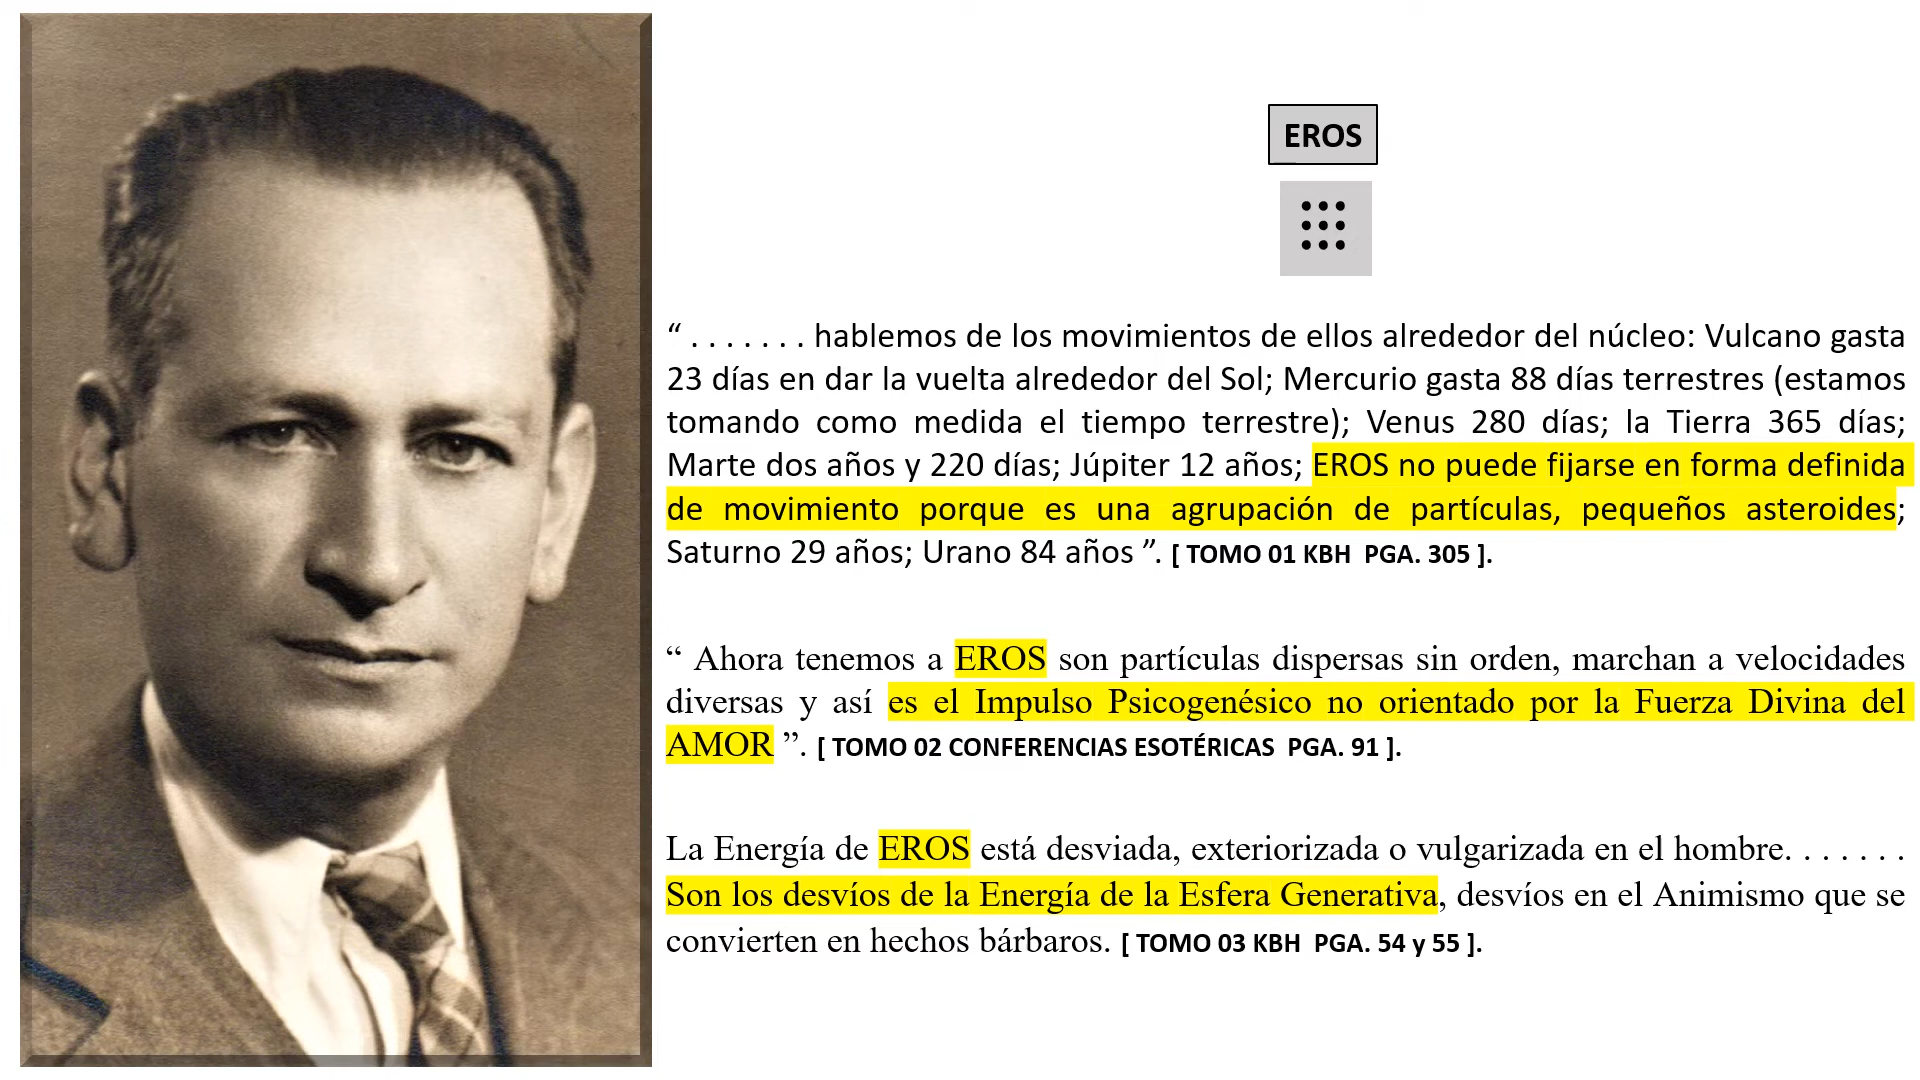 EROS
“ . . . . . . . hablemos de los movimientos de ellos alrededor del núcleo: Vulcano gasta
23 días en dar la vuelta alrededor del Sol; Mercurio gasta 88 días terrestres (estamos
tomando como medida el tiempo terrestre); Venus 280 días; la Tierra 365 días;
Marte dos años y 220 días; Júpiter 12 años; EROS no puede fijarse en forma definida
de movimiento porque es una agrupación de partículas, pequeños asteroides;
Saturno 29 años; Urano 84 años ”. [ TOMO 01 KBH PGA. 305 ].
“ Ahora tenemos a EROS son partículas dispersas sin orden, marchan a velocidades
diversas y así es el Impulso Psicogenésico no orientado por la Fuerza Divina del
AMOR ”. [ TOMO 02 CONFERENCIAS ESOTÉRICAS PGA. 91 ].
La Energía de EROS está desviada, exteriorizada o vulgarizada en el hombre. . . . . . .
Son los desvíos de la Energía de la Esfera Generativa, desvíos en el Animismo que se
convierten en hechos bárbaros. [ TOMO 03 KBH PGA. 54 y 55 ].